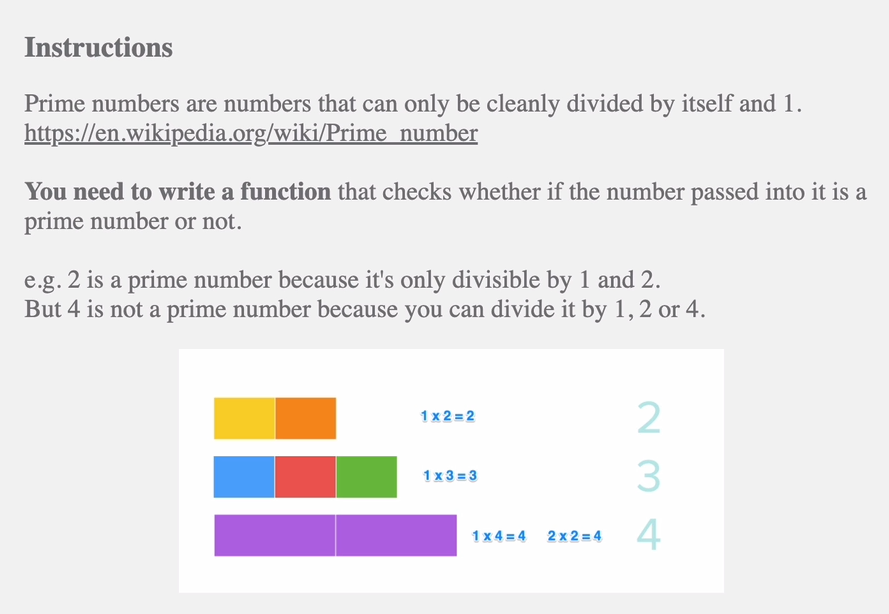 Instructions
Prime numbers are numbers that can only be cleanly divided by itself and 1.
https://en.wikipedia.org/wiki/Prime_number
You need to write a function that checks whether if the number passed into it is a
prime number or not.
e.g. 2 is a prime number because it's only divisible by 1 and 2.
But 4 is not a prime number because you can divide it by 1, 2 or 4.
1 x 2 = 2 2
1 x 3 = 3 3
1 x 4 = 4 2 x 2 = 4 4